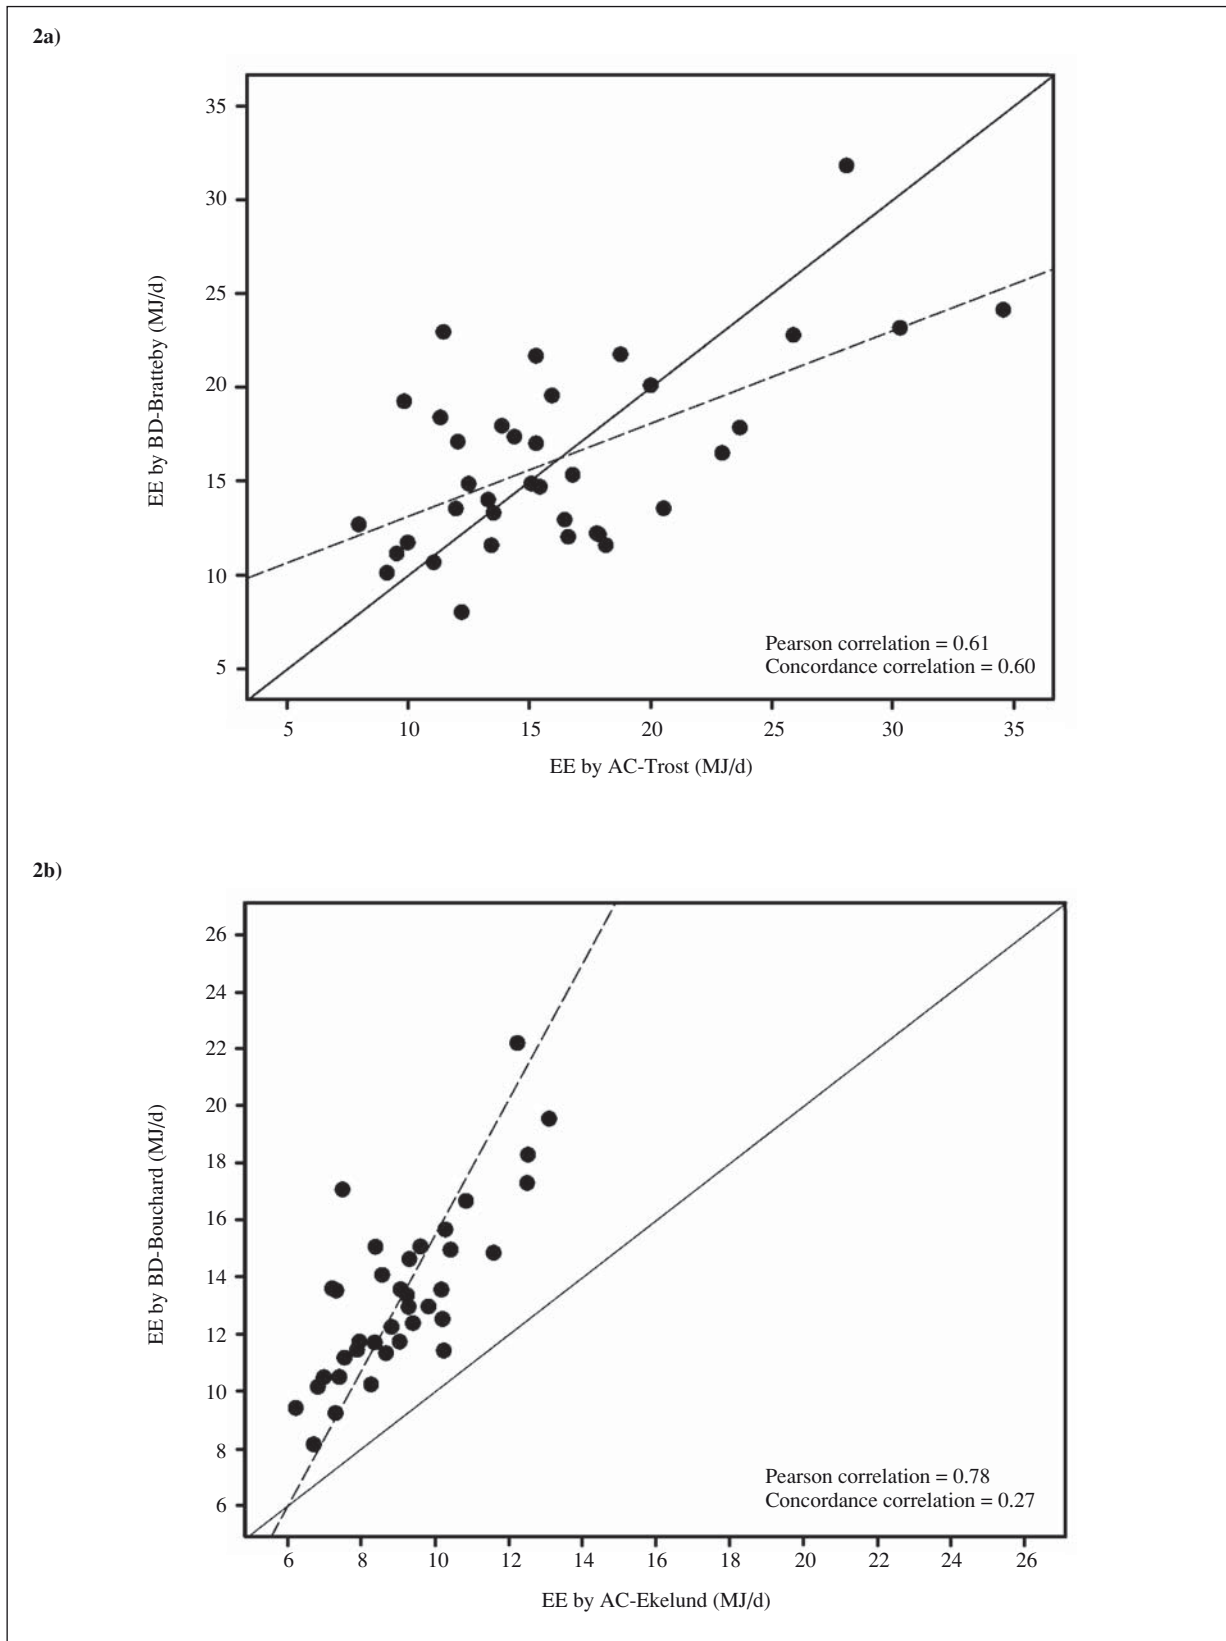 2a)
35
30
25
20
15
10
5
EE by BD-Bratteby (MJ/d)
Pearson correlation = 0.61
Concordance correlation = 0.60
5 10 15 20 25 30 35
EE by AC-Trost (MJ/d)
2b)
26
24
22
20
18
16
14
12
10
8
6
EE by BD-Bouchard (MJ/d)
Pearson correlation = 0.78
Concordance correlation = 0.27
6 8 10 12 14 16 18 20 22 24 26
EE by AC-Ekelund (MJ/d)